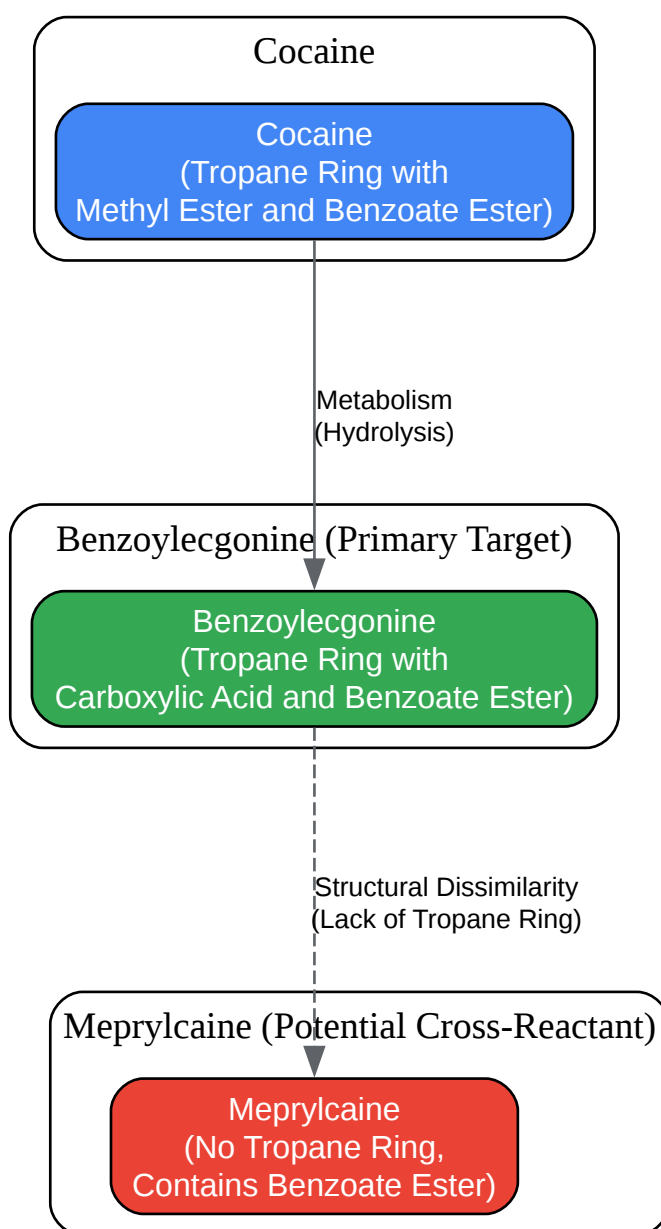 Cocaine
Cocaine
(Tropane Ring with
Methyl Ester and Benzoate Ester)
Metabolism
(Hydrolysis)
Benzoylecgonine (Primary Target)
Benzoylecgonine
(Tropane Ring with
Carboxylic Acid and Benzoate Ester)
Structural Dissimilarity
(Lack of Tropane Ring)
Meprylcaine (Potential Cross-Reactant)
Meprylcaine
(No Tropane Ring,
Contains Benzoate Ester)